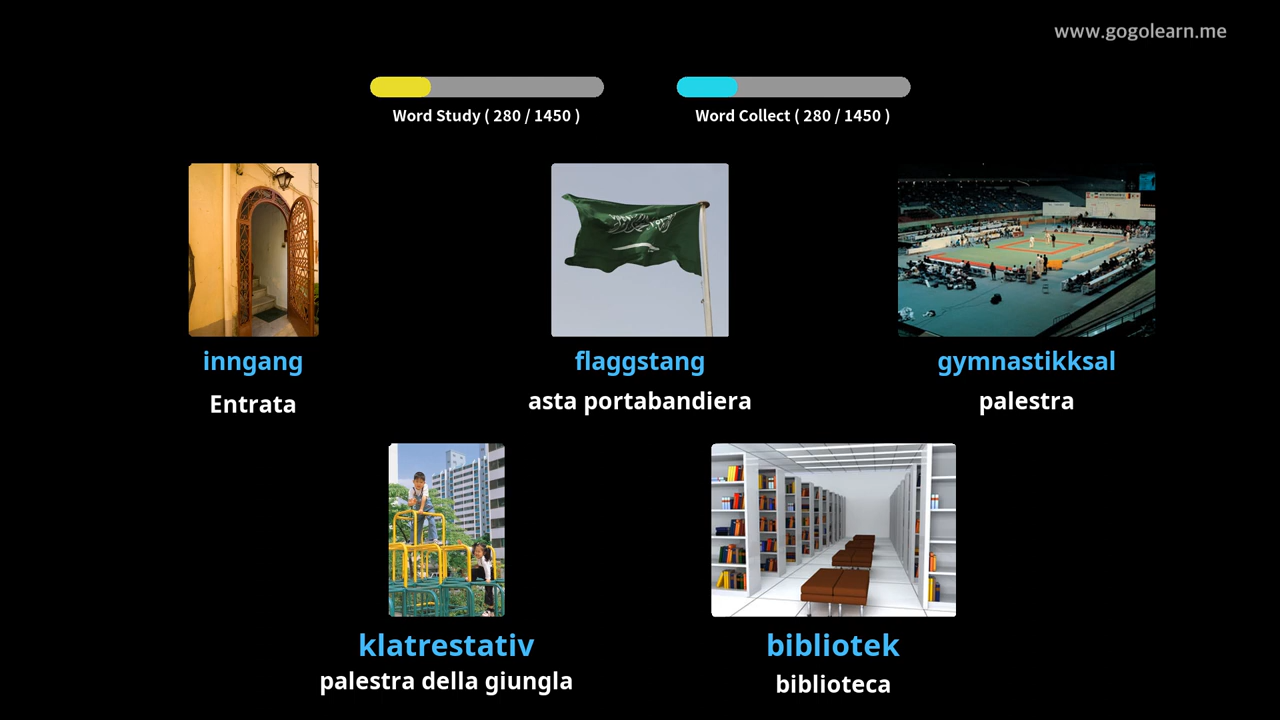 www.gogolearn.me
Word Study ( 280 / 1450 )
Word Collect ( 280 / 1450 )
inngang
Entrata
flaggstang
asta portabandiera
gymnastikksal
palestra
klatrestativ
palestra della giungla
bibliotek
biblioteca